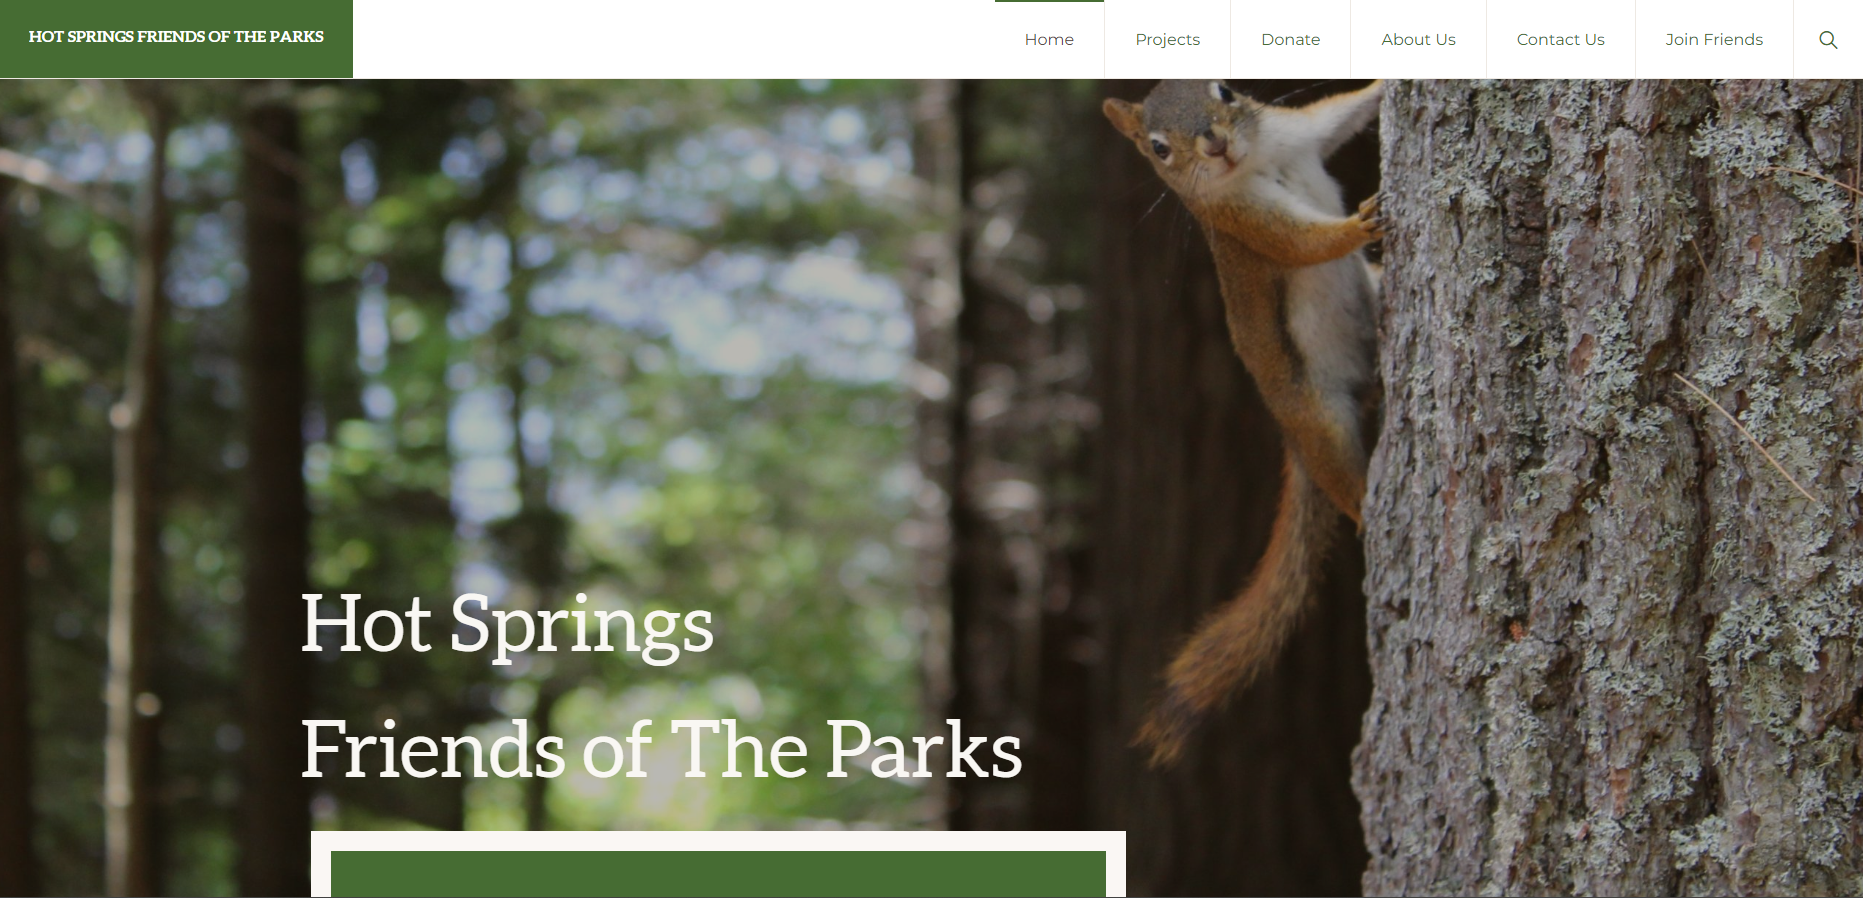 HOT SPRINGS FRIENDS OF THE PARKS
Home
Projects
Donate
About Us
Contact Us
Join Friends
Hot Springs
Friends of The Parks